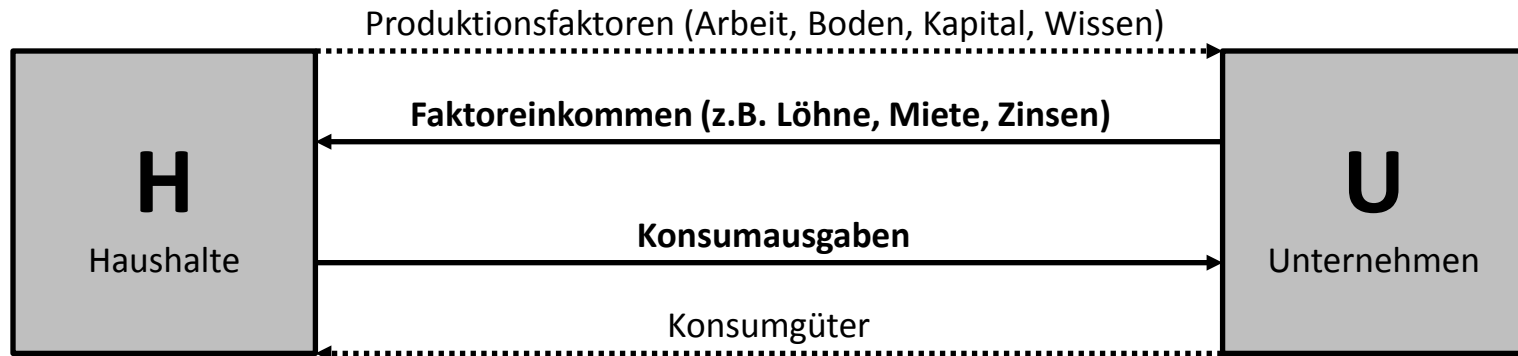 Produktionsfaktoren (Arbeit, Boden, Kapital, Wissen)
Faktoreinkommen (z.B. Löhne, Miete, Zinsen)
H
Haushalte
U
Unternehmen
Konsumausgaben
Konsumgüter